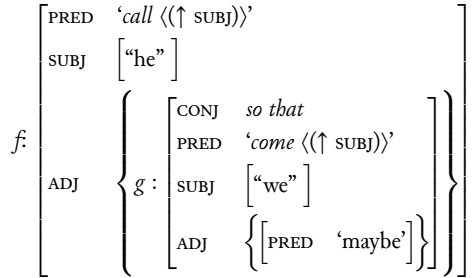 PRED ‘call ⟨(↑ SUBJ)⟩’
SUBJ [“he” ]
CONJ so that
PRED ‘come ⟨(↑ SUBJ)⟩’
f: ADJ { g : SUBJ [“we” ] }
ADJ {[PRED ‘maybe’]}